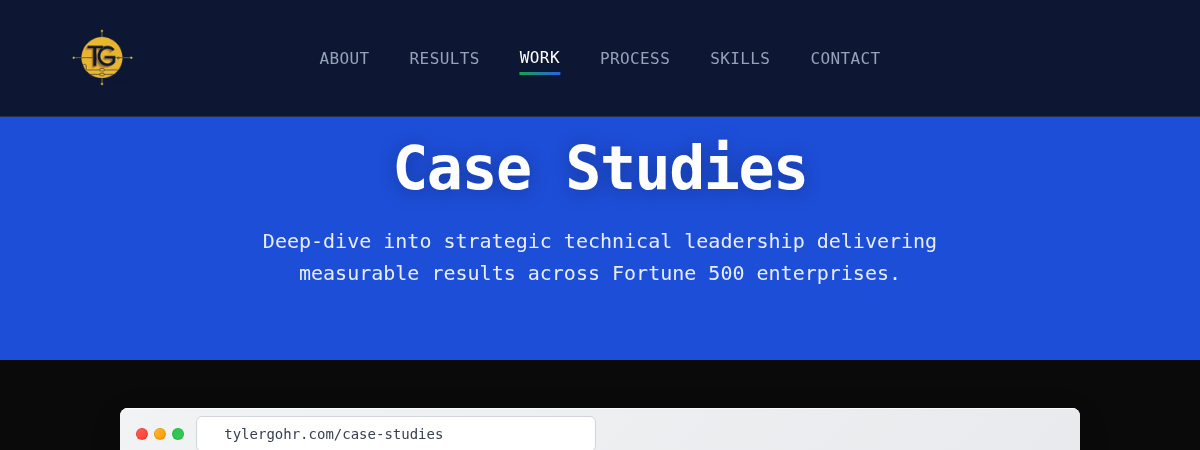 TG
ABOUT RESULTS WORK PROCESS SKILLS CONTACT
Case Studies
Deep-dive into strategic technical leadership delivering
measurable results across Fortune 500 enterprises.
tylergohr.com/case-studies